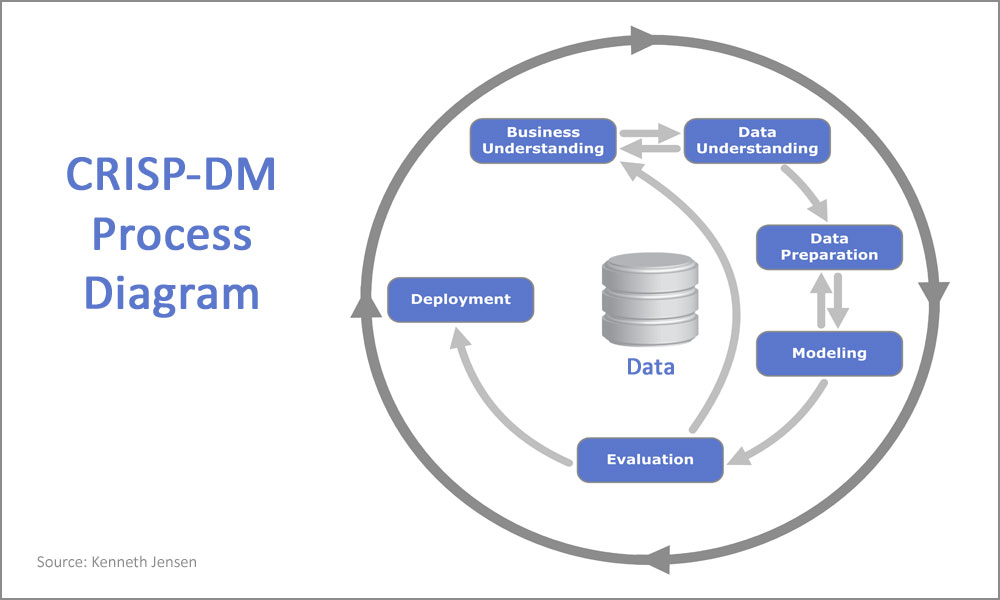 CRISP-DM
Process
Diagram
Business
Understanding
Data
Understanding
Data
Preparation
Modeling
Evaluation
Deployment
Data
Source: Kenneth Jensen